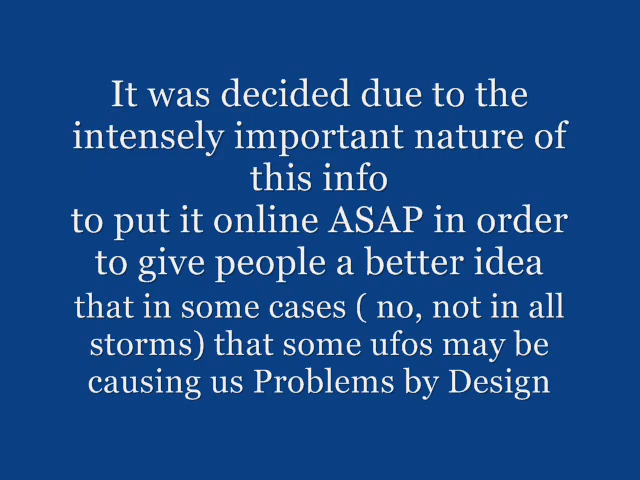 It was decided due to the
intensely important nature of
this info
to put it online ASAP in order
to give people a better idea
that in some cases ( no, not in all
storms) that some ufos may be
causing us Problems by Design